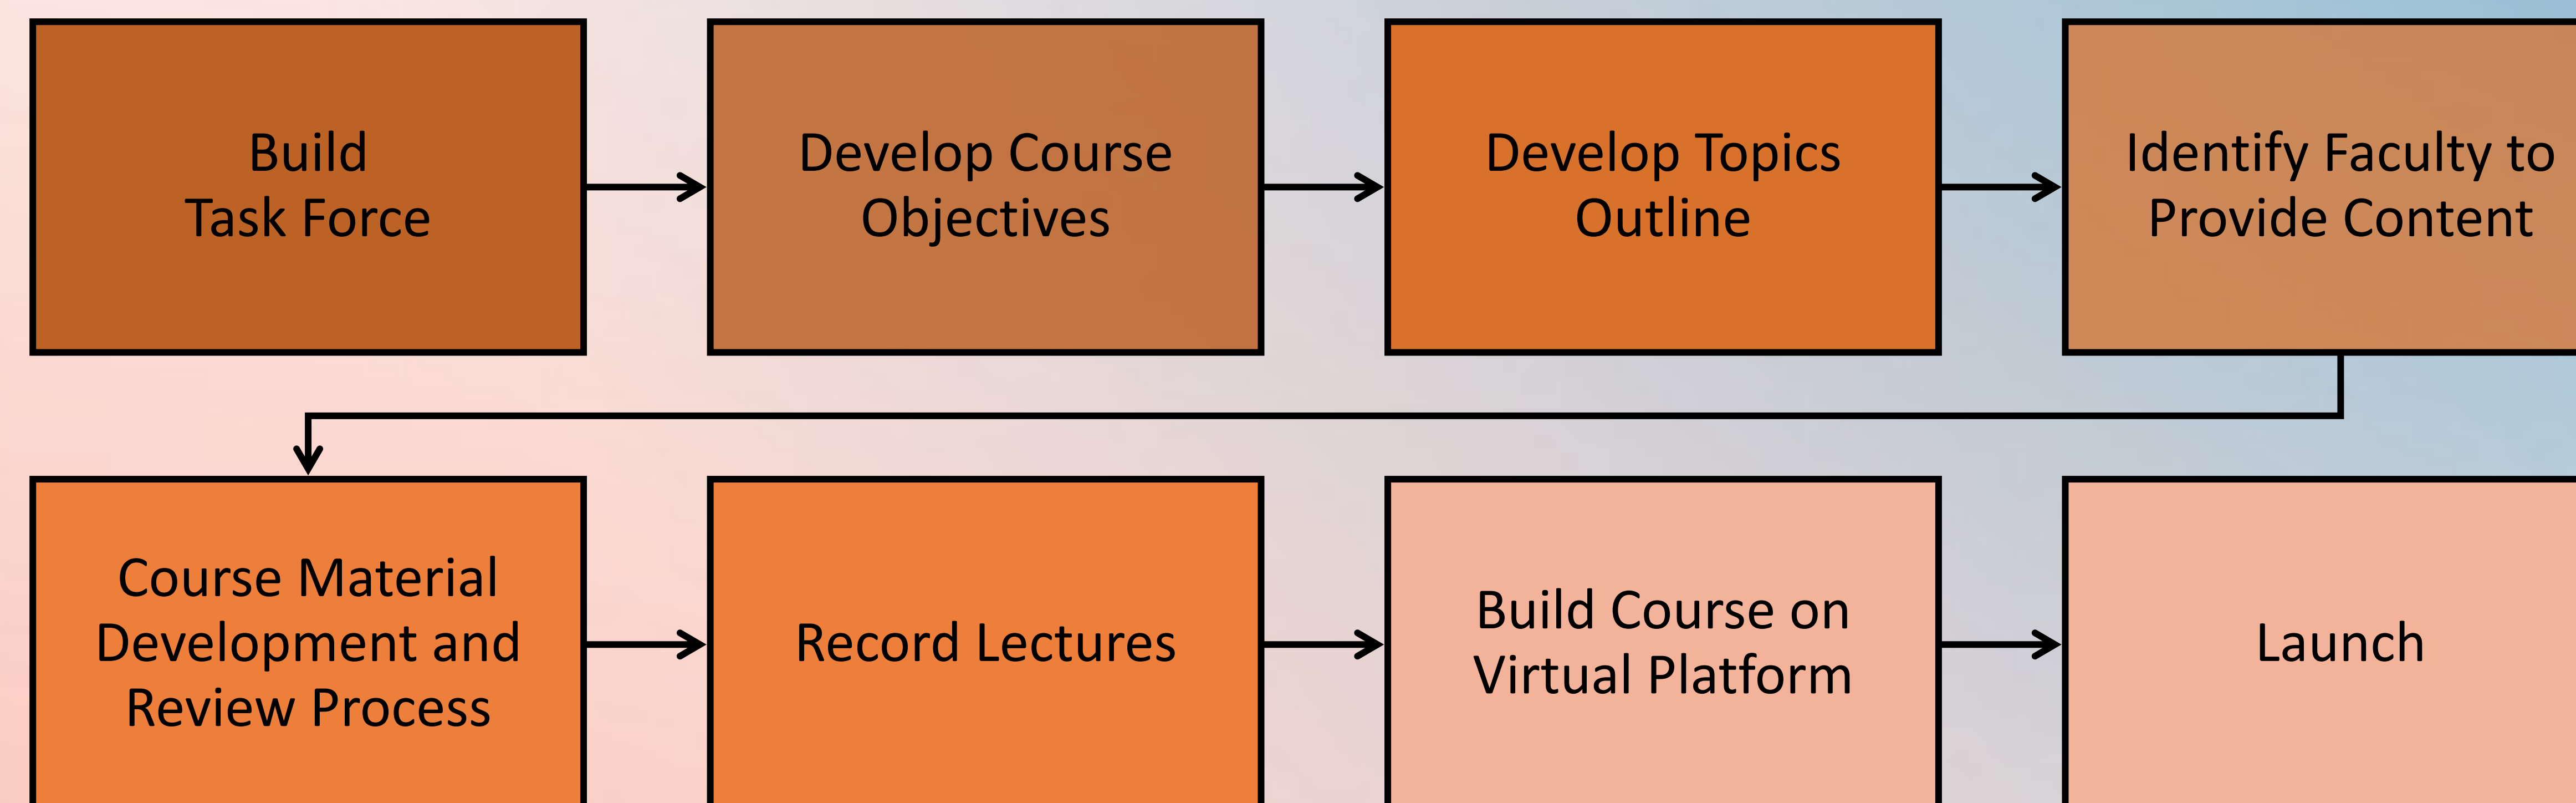 Build
Task Force
Develop Course
Objectives
Develop Topics
Outline
Identify Faculty to
Provide Content
Course Material
Development and
Review Process
Record Lectures
Build Course on
Virtual Platform
Launch